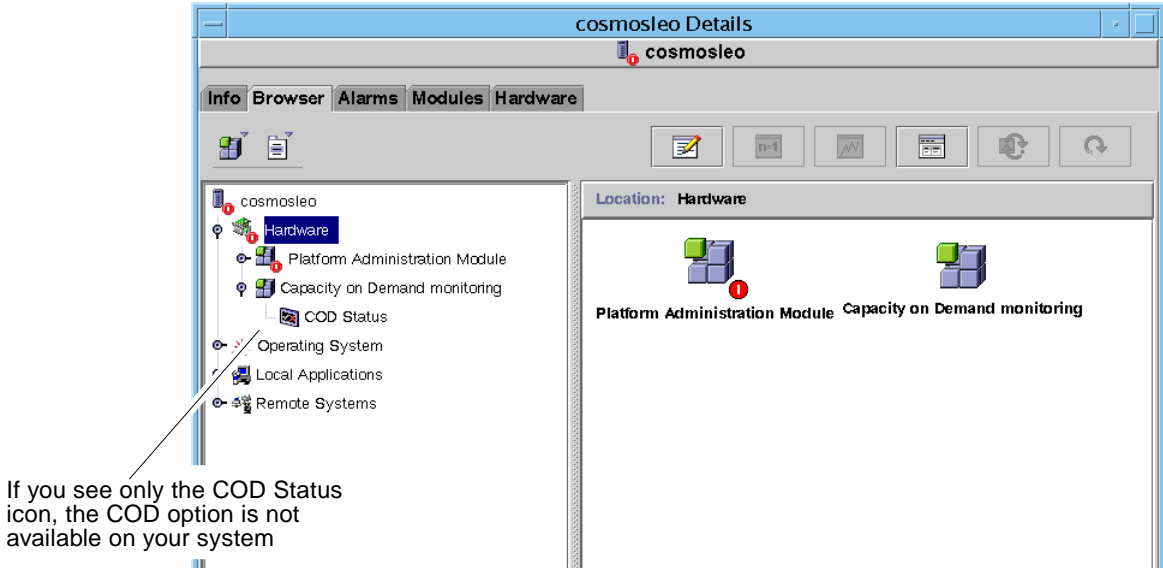 cosmosleo Details
cosmosleo
Info Browser Alarms Modules Hardware
n=1
cosmosleo
Hardware
Platform Administration Module
Capacity on Demand monitoring
COD Status
Operating System
Local Applications
Remote Systems
Location: Hardware
Platform Administration Module
Capacity on Demand monitoring
If you see only the COD Status
icon, the COD option is not
available on your system